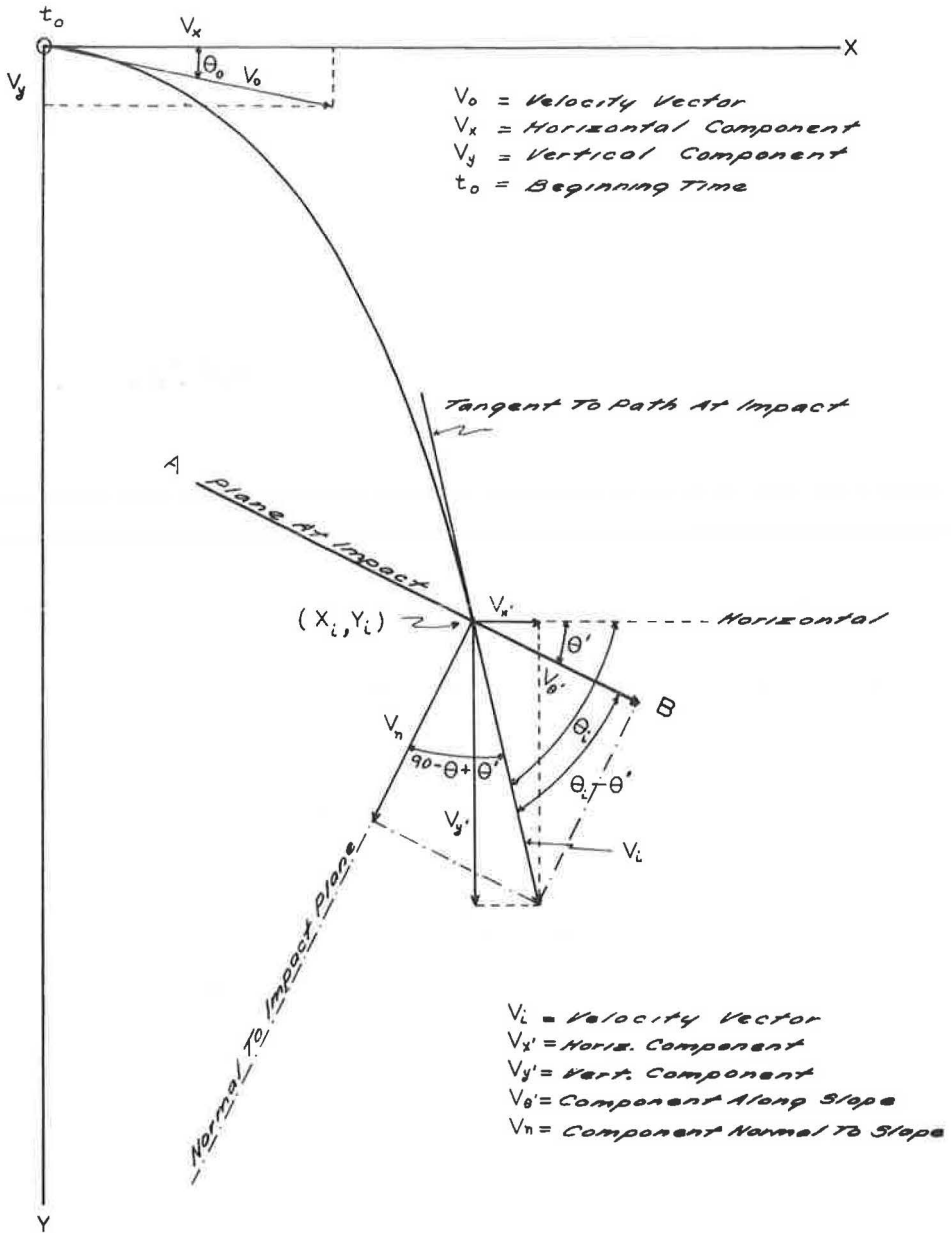 t₀
Vₓ
X
θ₀
V₀
Vy
V₀ = Velocity Vector
Vₓ = Horizontal Component
Vy = Vertical Component
t₀ = Beginning Time
Tangent To Path At Impact
A
Plane At Impact
(Xᵢ, Yᵢ)
Vₓ'
Horizontal
θ'
Vθ'
B
Vₙ
θᵢ
90-θ+θ'
θᵢ-θ'
Vy'
Vᵢ
Normal To Impact Plane
Vᵢ = Velocity Vector
Vₓ' = Horiz. Component
Vy' = Vert. Component
Vθ' = Component Along Slope
Vₙ = Component Normal To Slope
Y